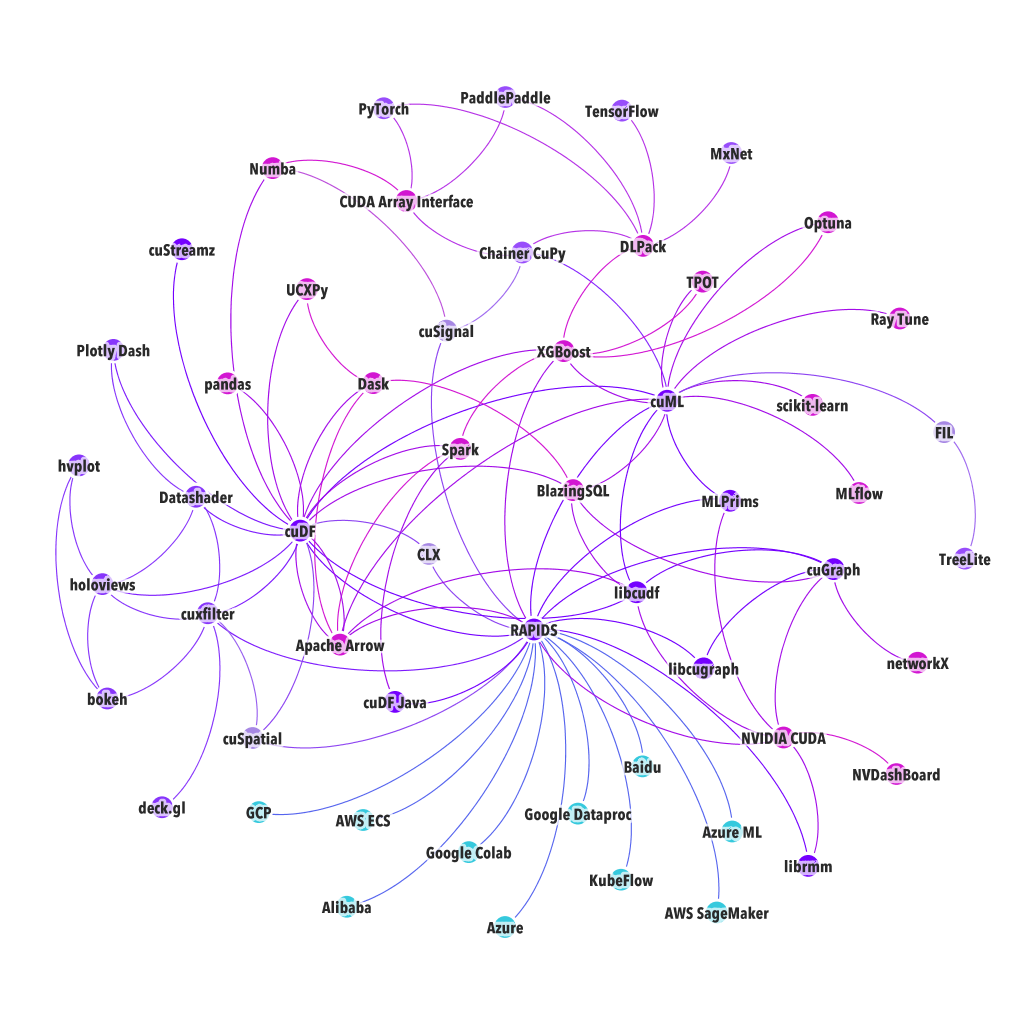 PaddlePaddle
PyTorch
TensorFlow
MxNet
Numba
CUDA Array Interface
Optuna
DLPack
cuStreamz
Chainer CuPy
TPOT
UCXPy
Ray Tune
cuSignal
Plotly Dash
XGBoost
pandas
Dask
cuML
scikit-learn
FIL
Spark
hvplot
BlazingSQL
MLflow
Datashader
MLPrims
cuDF
CLX
TreeLite
cuGraph
holoviews
libcudf
cuxfilter
RAPIDS
Apache Arrow
networkX
libcugraph
bokeh
cuDF Java
cuSpatial
NVIDIA CUDA
Baidu
NVDashBoard
deck.gl
GCP
Google Dataproc
AWS ECS
Azure ML
Google Colab
librmm
KubeFlow
Alibaba
AWS SageMaker
Azure